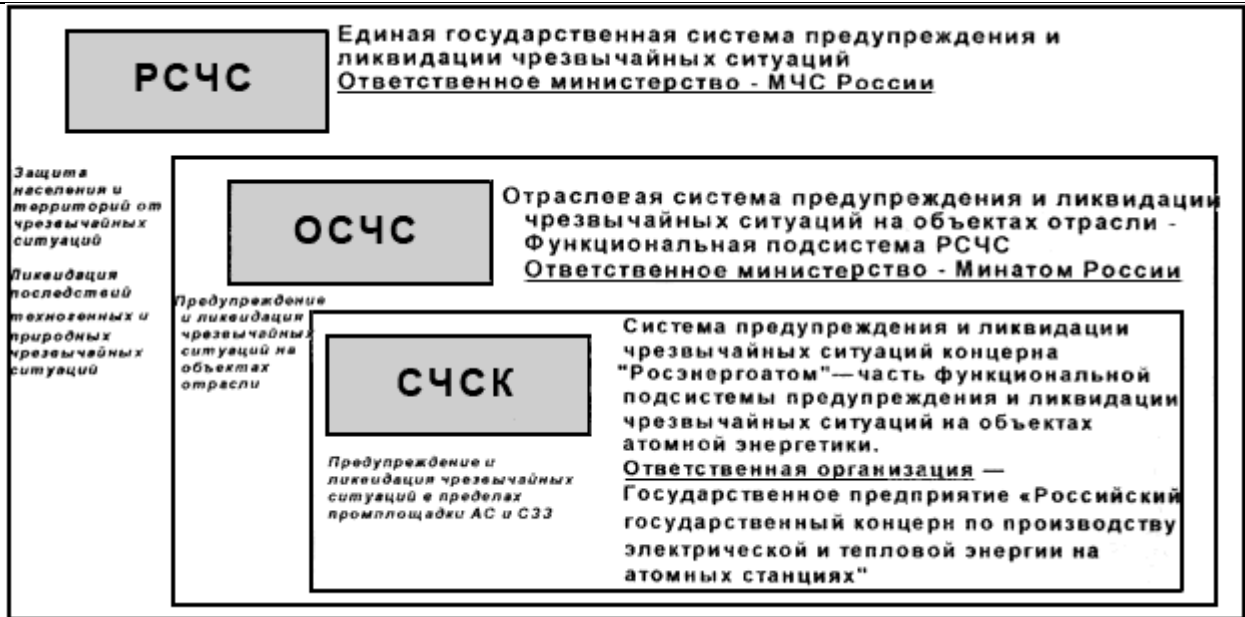 РСЧС
Единая государственная система предупреждения и
ликвидации чрезвычайных ситуаций
Ответственное министерство - МЧС России
Защита
населения и
территорий от
чрезвычайных
ситуаций
Ликвидация
последствий
техногенных и
природных
чрезвычайных
ситуаций
ОСЧС
Отраслевая система предупреждения и ликвидации
чрезвычайных ситуаций на объектах отрасли -
Функциональная подсистема РСЧС
Ответственное министерство - Минатом России
Предупреждение
и ликвидация
чрезвычайных
ситуаций на
объектах
отрасли
СЧСК
Система предупреждения и ликвидации
чрезвычайных ситуаций концерна
"Росэнергоатом"—часть функциональной
подсистемы предупреждения и ликвидации
чрезвычайных ситуаций на объектах
атомной энергетики.
Ответственная организация —
Государственное предприятие «Российский
государственный концерн по производству
электрической и тепловой энергии на
атомных станциях"
Предупреждение и
ликвидация чрезвычайных
ситуаций в пределах
промплощадки АС и СЗЗ